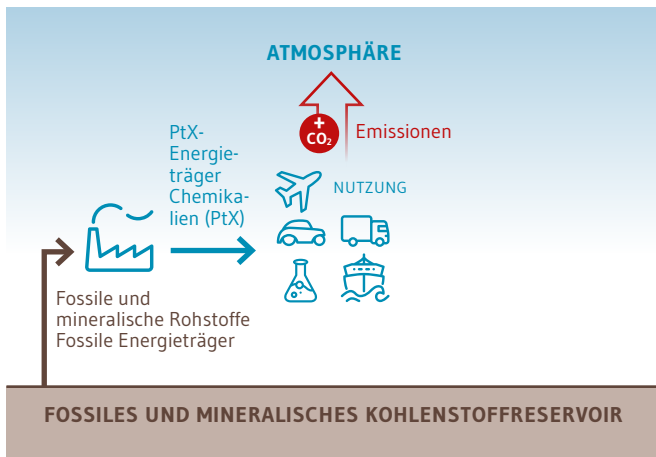 ATMOSPHÄRE
+
CO₂
Emissionen
PtX-
Energie-
träger
Chemika-
lien (PtX)
NUTZUNG
Fossile und
mineralische Rohstoffe
Fossile Energieträger
FOSSILES UND MINERALISCHES KOHLENSTOFFRESERVOIR